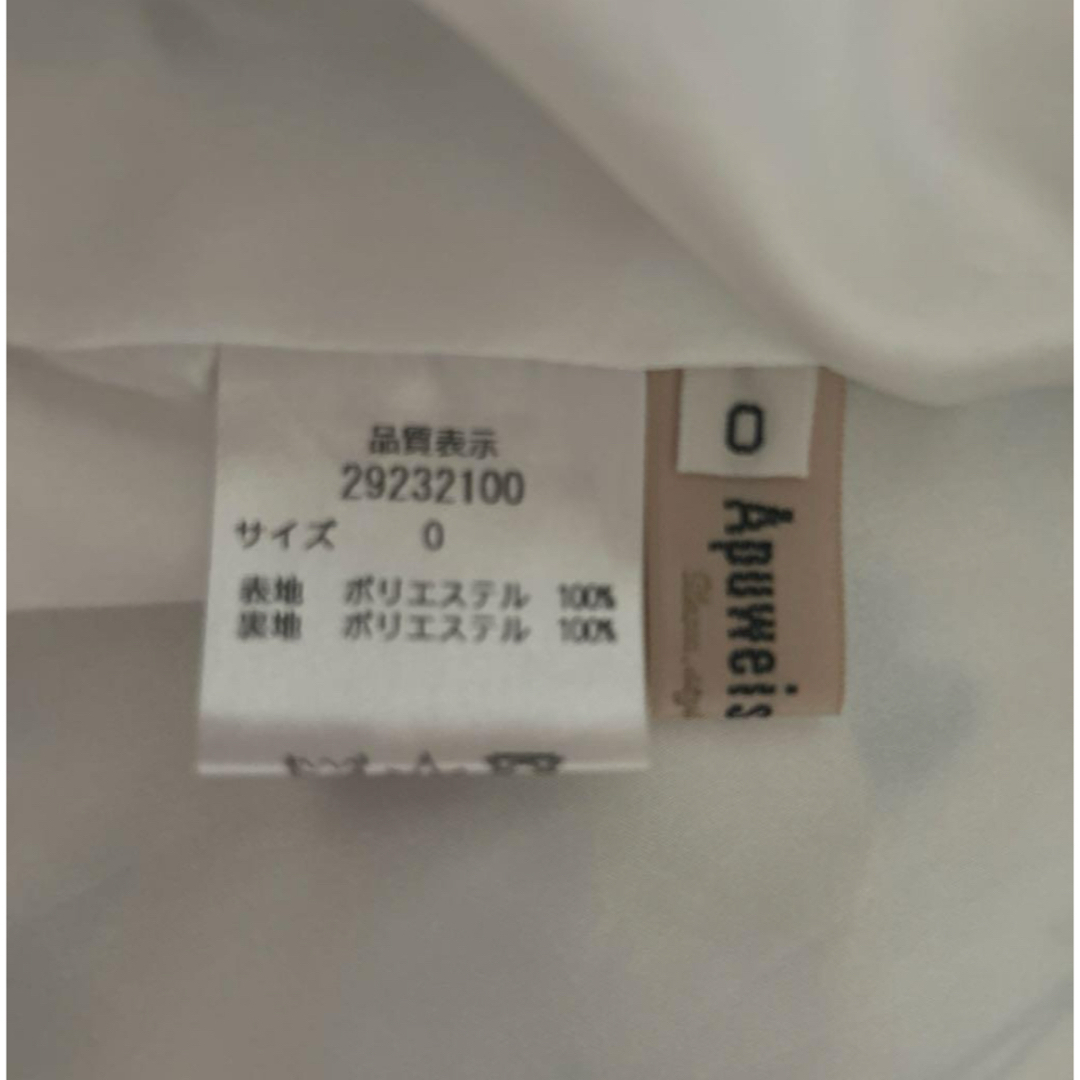 品質表示
29232100
サイズ 0
表地 ポリエステル 100%
裏地 ポリエステル 100%
0
Apuweis